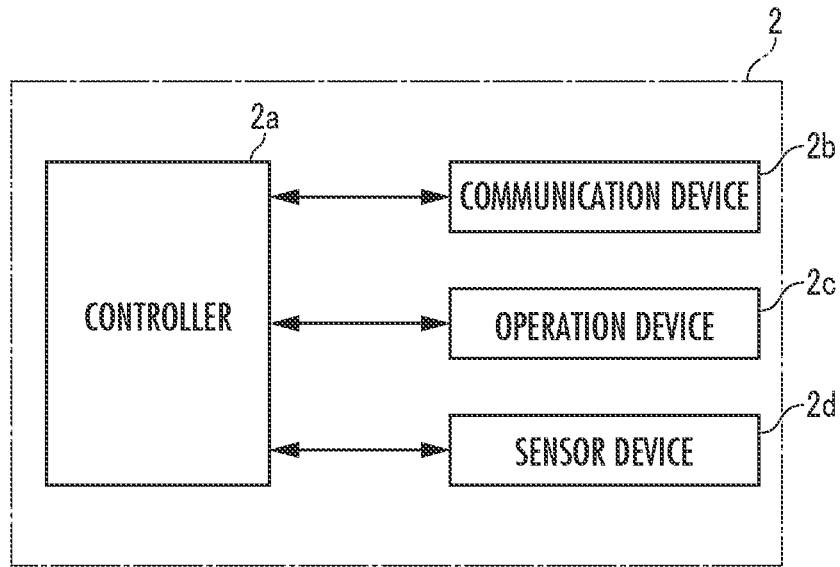 2
2a
CONTROLLER
2b
COMMUNICATION DEVICE
2c
OPERATION DEVICE
2d
SENSOR DEVICE